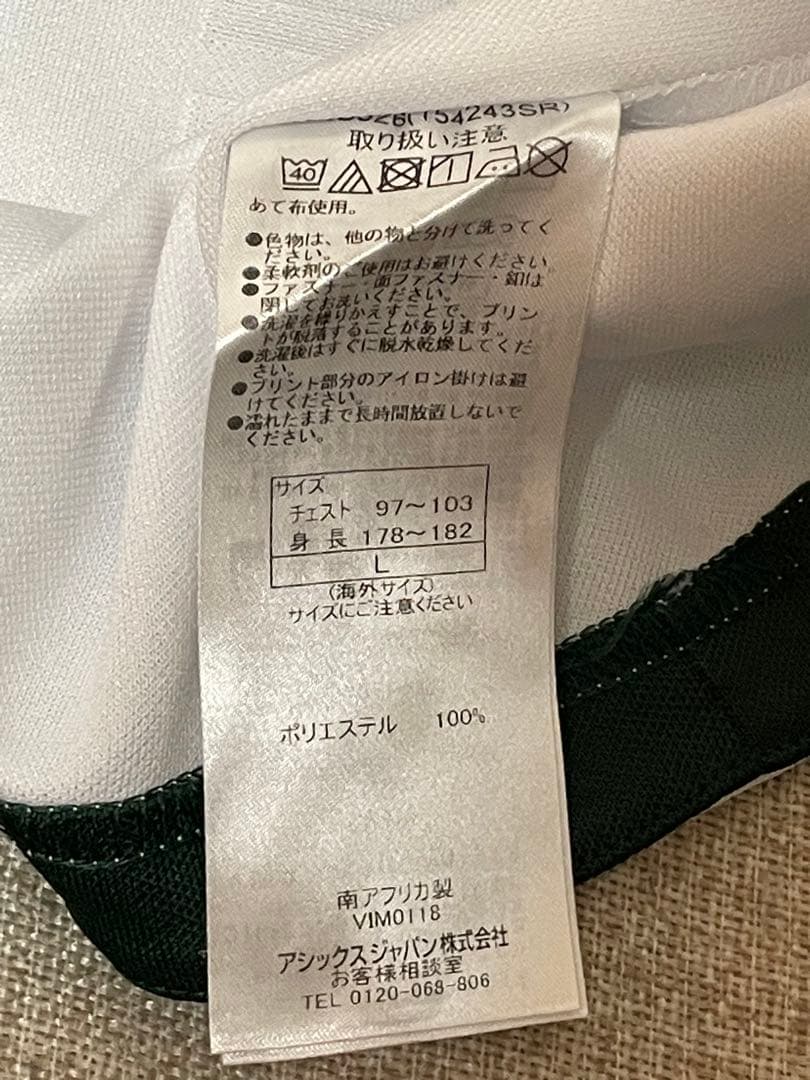 26(154243SR)
取り扱い注意
40
あて布使用。
●色物は、他の物と分けて洗ってく
ださい。
●柔軟剤のご使用はお避けください。
●ファスナー・面ファスナー・釦は
閉じてお洗いください。
●洗濯を繰りかえすことで、プリン
トが脱落することがあります。
●洗濯後はすぐに脱水乾燥してくだ
さい。
●プリント部分のアイロン掛けは避
けてください。
●濡れたままで長時間放置しないで
ください。
サイズ
チェスト 97～103
身長 178～182
L
(海外サイズ)
サイズにご注意ください
ポリエステル 100%
南アフリカ製
VIM0118
アシックスジャパン株式会社
お客様相談室
TEL 0120-068-806